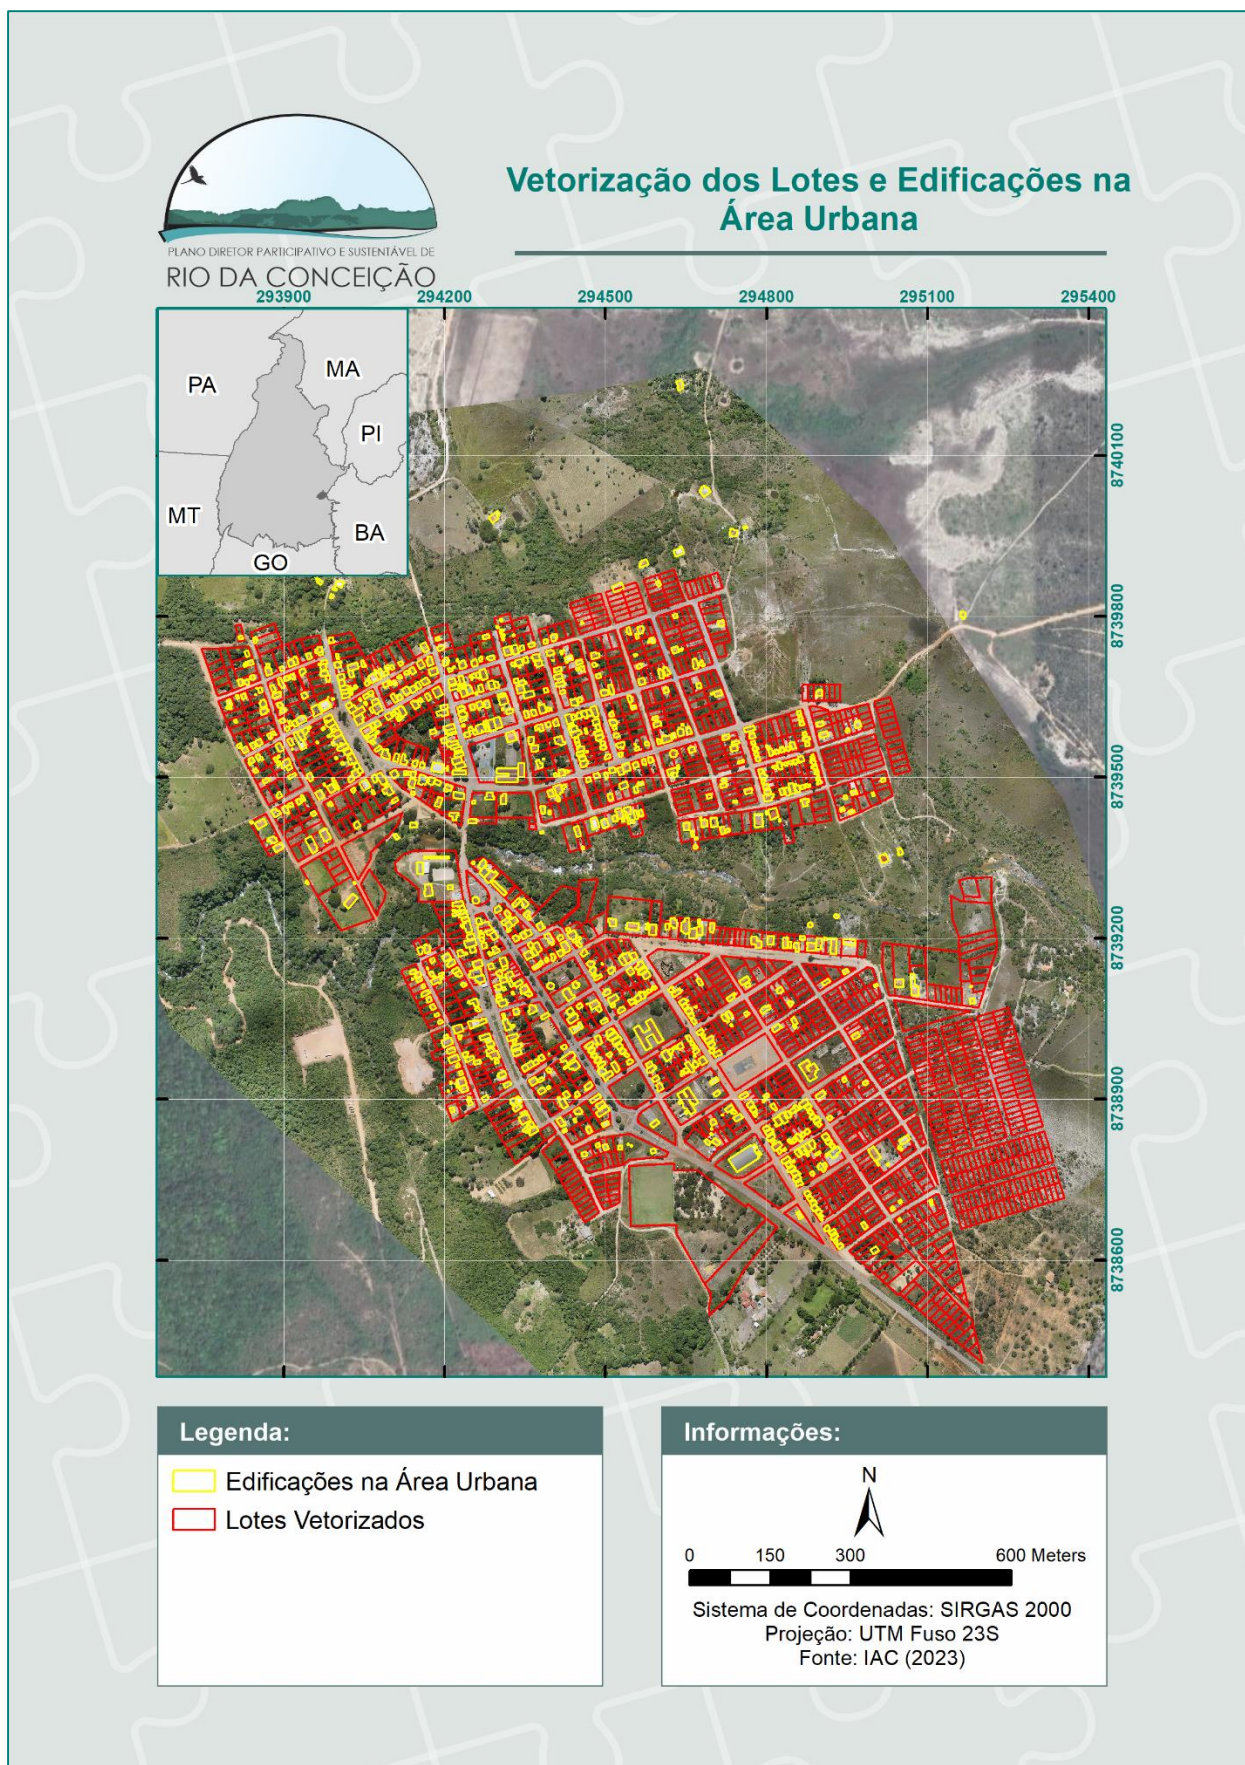 Vetorização dos Lotes e Edificações na
Área Urbana
PLANO DIRETOR PARTICIPATIVO E SUSTENTÁVEL DE
RIO DA CONCEIÇÃO
293900
294200
294500
294800
295100
295400
PA
MA
PI
MT
BA
GO
8740100
8739800
8739500
8739200
8738900
8738600
Legenda:
Edificações na Área Urbana
Lotes Vetorizados
Informações:
N
0 150 300 600 Meters
Sistema de Coordenadas: SIRGAS 2000
Projeção: UTM Fuso 23S
Fonte: IAC (2023)